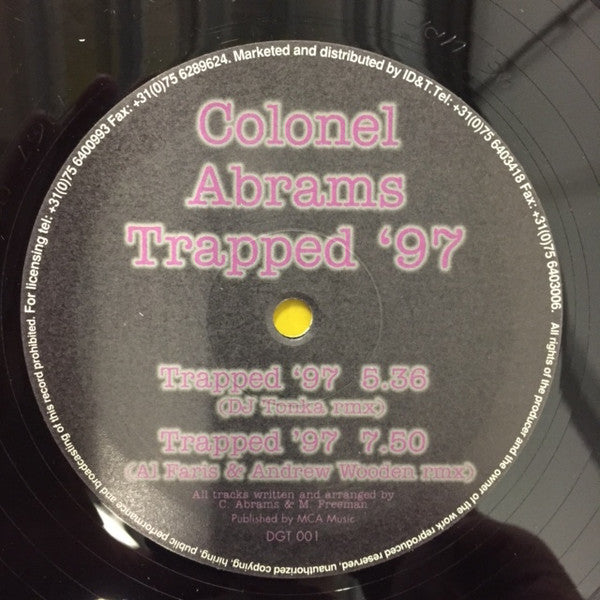 Colonel
Abrams
Trapped ‘97
Trapped ‘97 5.36
(DJ Tonka rmx)
Trapped ‘97 7.50
(Al Faris & Andrew Wooden rmx)
All tracks written and arranged by
C. Abrams & M. Freeman
Published by MCA Music
DGT 001
For licensing tel: +31(0)75 6400993 Fax: +31(0)75 6289624. Marketed and distributed by ID&T.Tel: +31(0)75 6403418 Fax: +31(0)75 6403006.
All rights of the producer and the owner of the work reproduced reserved, unauthorized copying, hiring, public performance and broadcasting of this record prohibited.